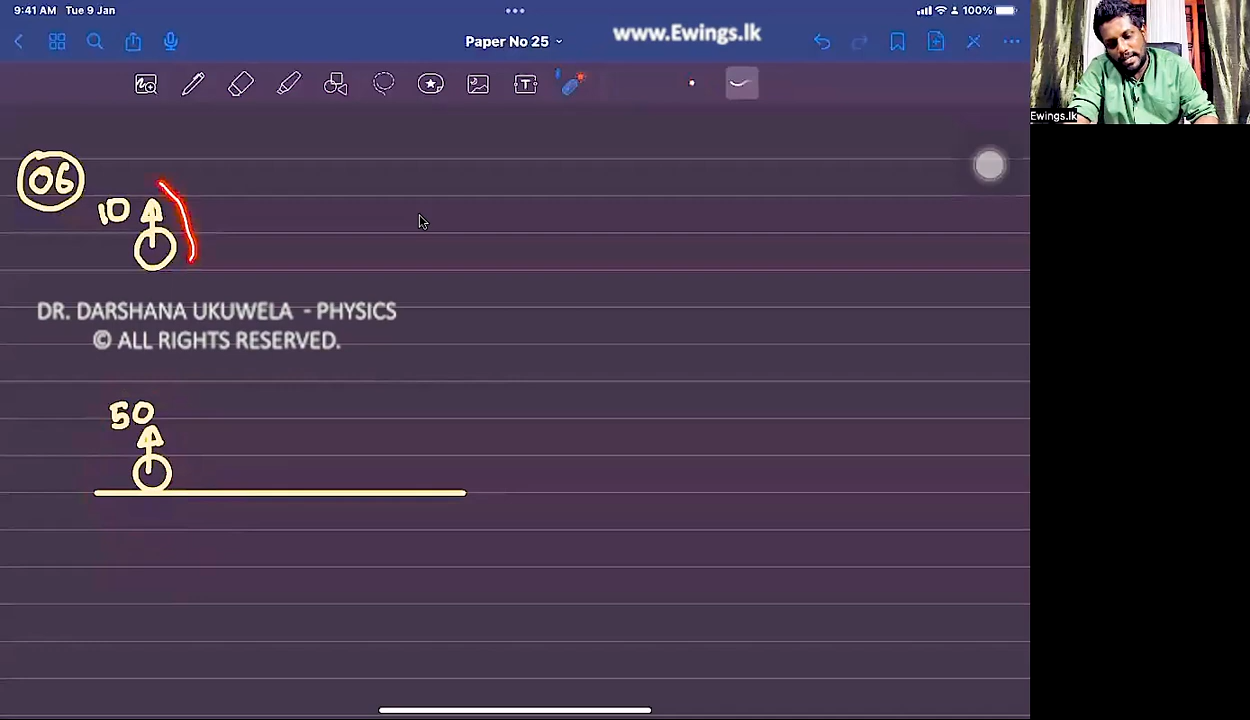 9:41 AM Tue 9 Jan
100%
Paper No 25
www.Ewings.lk
T
Ewings.lk
06
10
DR. DARSHANA UKUWELA - PHYSICS
© ALL RIGHTS RESERVED.
50